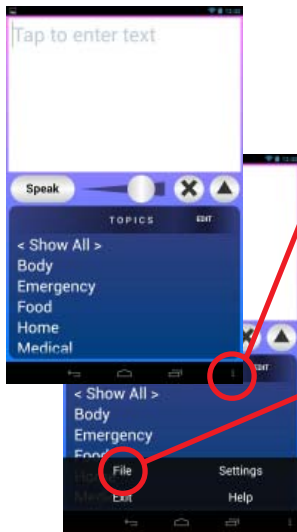 Tap to enter text
Speak
TOPICS EDIT
< Show All >
Body
Emergency
Food
Home
Medical
EDIT
< Show All >
Body
Emergency
Food
File Settings
Exit Help